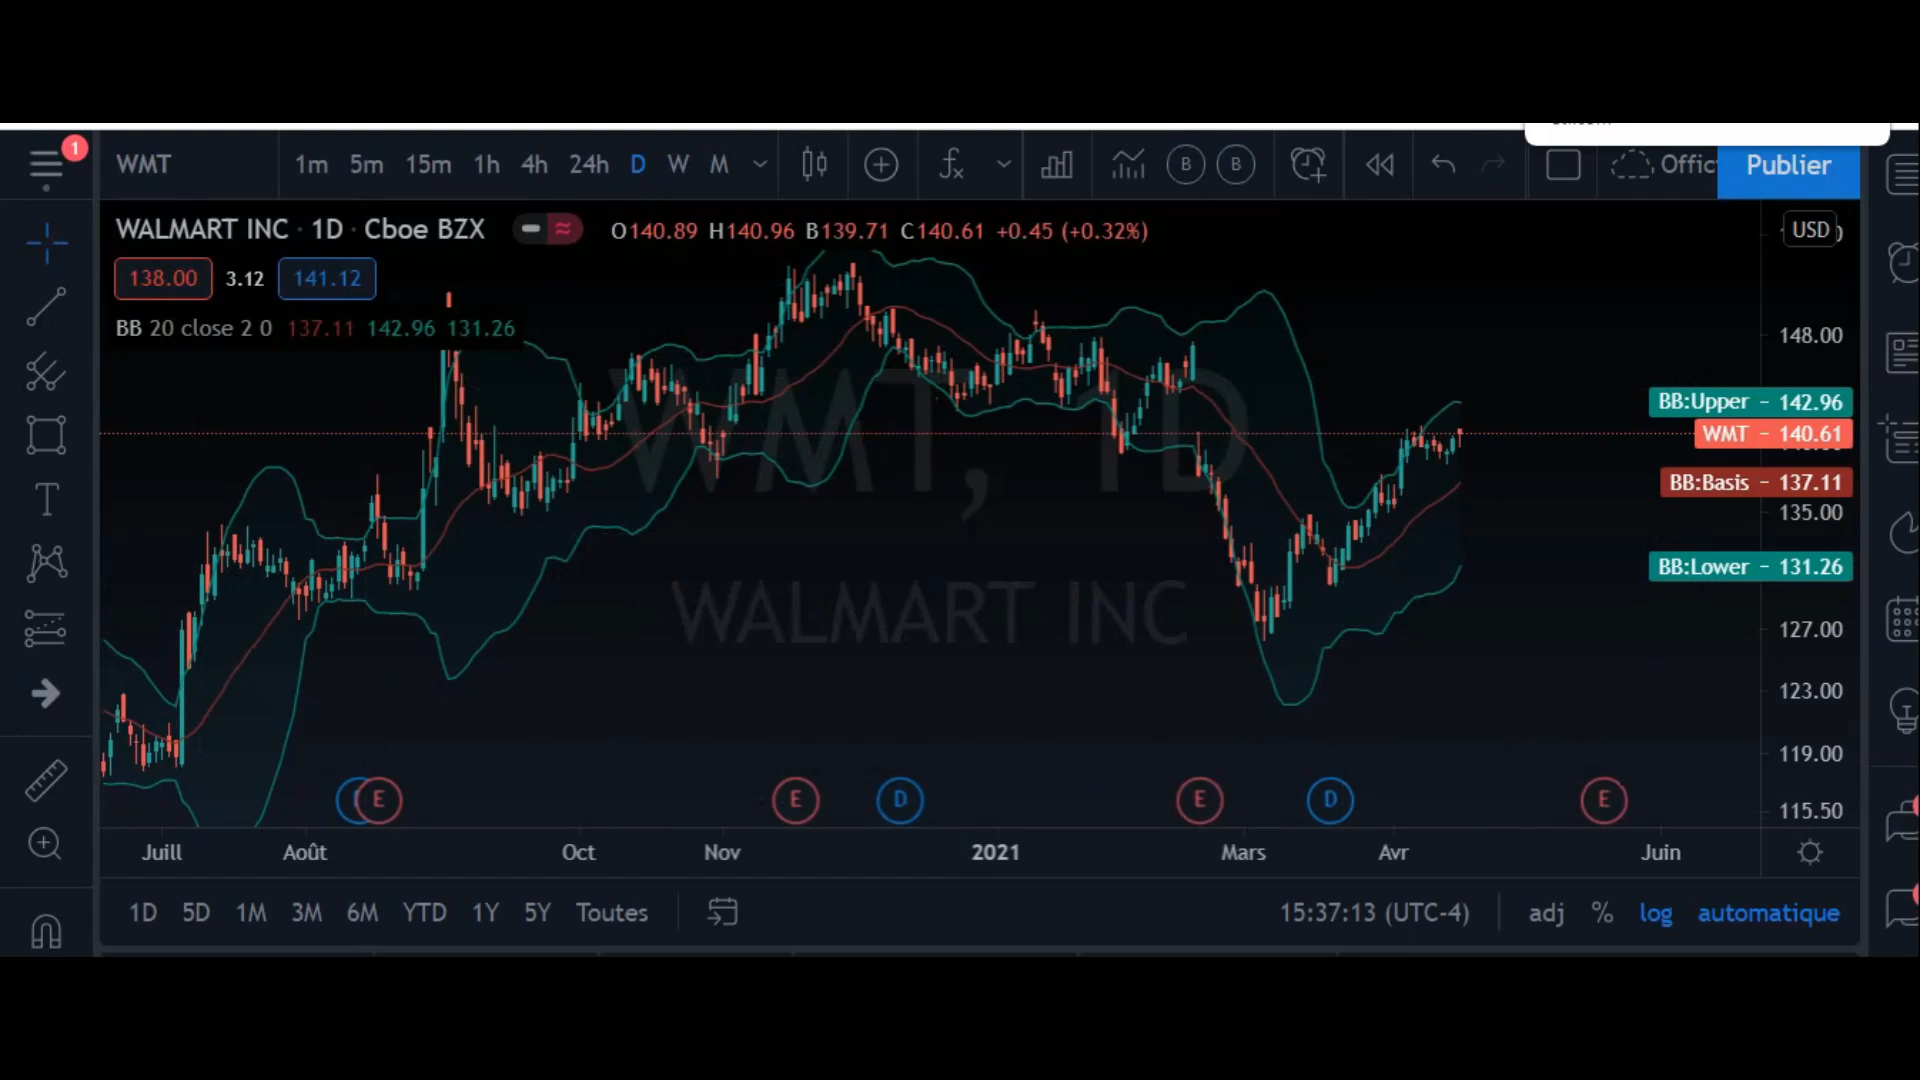 1
WMT 1m 5m 15m 1h 4h 24h D W M B B Publier
WALMART INC · 1D · Cboe BZX O140.89 H140.96 B139.71 C140.61 +0.45 (+0.32%) USD
138.00 3.12 141.12
BB 20 close 2 0 137.11 142.96 131.26
148.00
WMT, 1D
BB:Upper - 142.96
WMT - 140.61
BB:Basis - 137.11
135.00
BB:Lower - 131.26
WALMART INC
127.00
123.00
119.00
E E D E D E
115.50
Juill Août Oct Nov 2021 Mars Avr Juin
1D 5D 1M 3M 6M YTD 1Y 5Y Toutes 15:37:13 (UTC-4) adj % log automatique